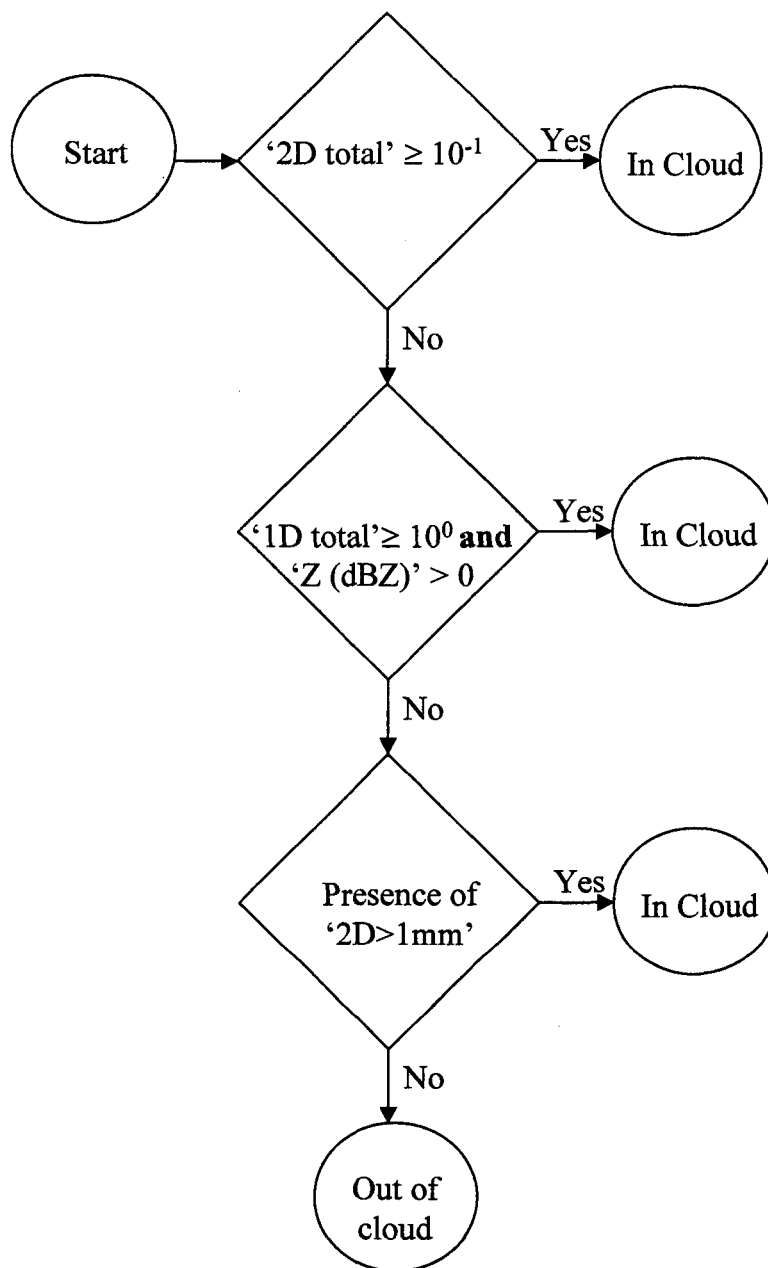 Start
‘2D total’ ≥ 10⁻¹
Yes
In Cloud
No
‘1D total’≥ 10⁰ and
‘Z (dBZ)’ > 0
Yes
In Cloud
No
Presence of
‘2D>1mm’
Yes
In Cloud
No
Out of
cloud